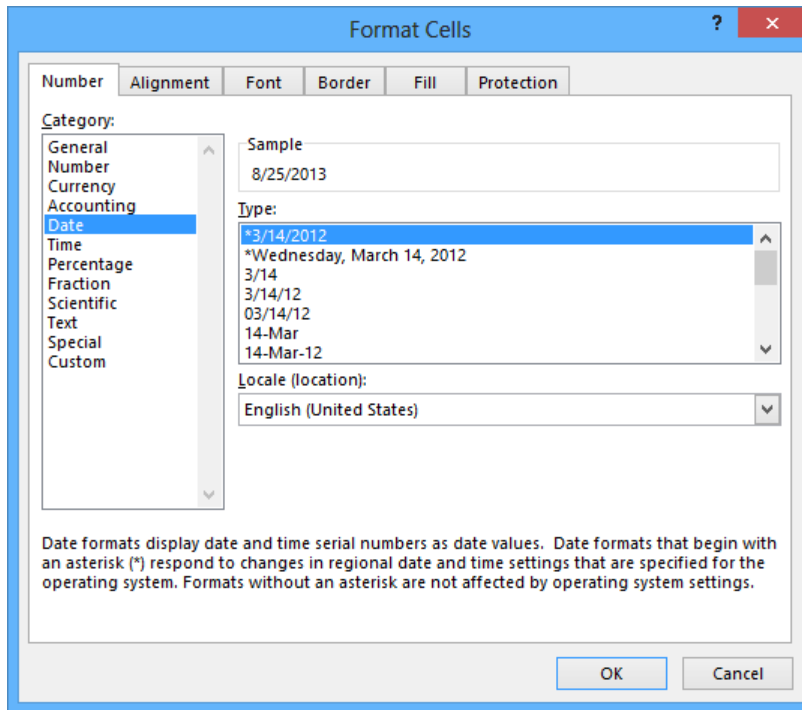 Format Cells
?
Number Alignment Font Border Fill Protection
Category:
General
Number
Currency
Accounting
Date
Time
Percentage
Fraction
Scientific
Text
Special
Custom
Sample
8/25/2013
Type:
*3/14/2012
*Wednesday, March 14, 2012
3/14
3/14/12
03/14/12
14-Mar
14-Mar-12
Locale (location):
English (United States)
Date formats display date and time serial numbers as date values.  Date formats that begin with
an asterisk (*) respond to changes in regional date and time settings that are specified for the
operating system. Formats without an asterisk are not affected by operating system settings.
OK Cancel